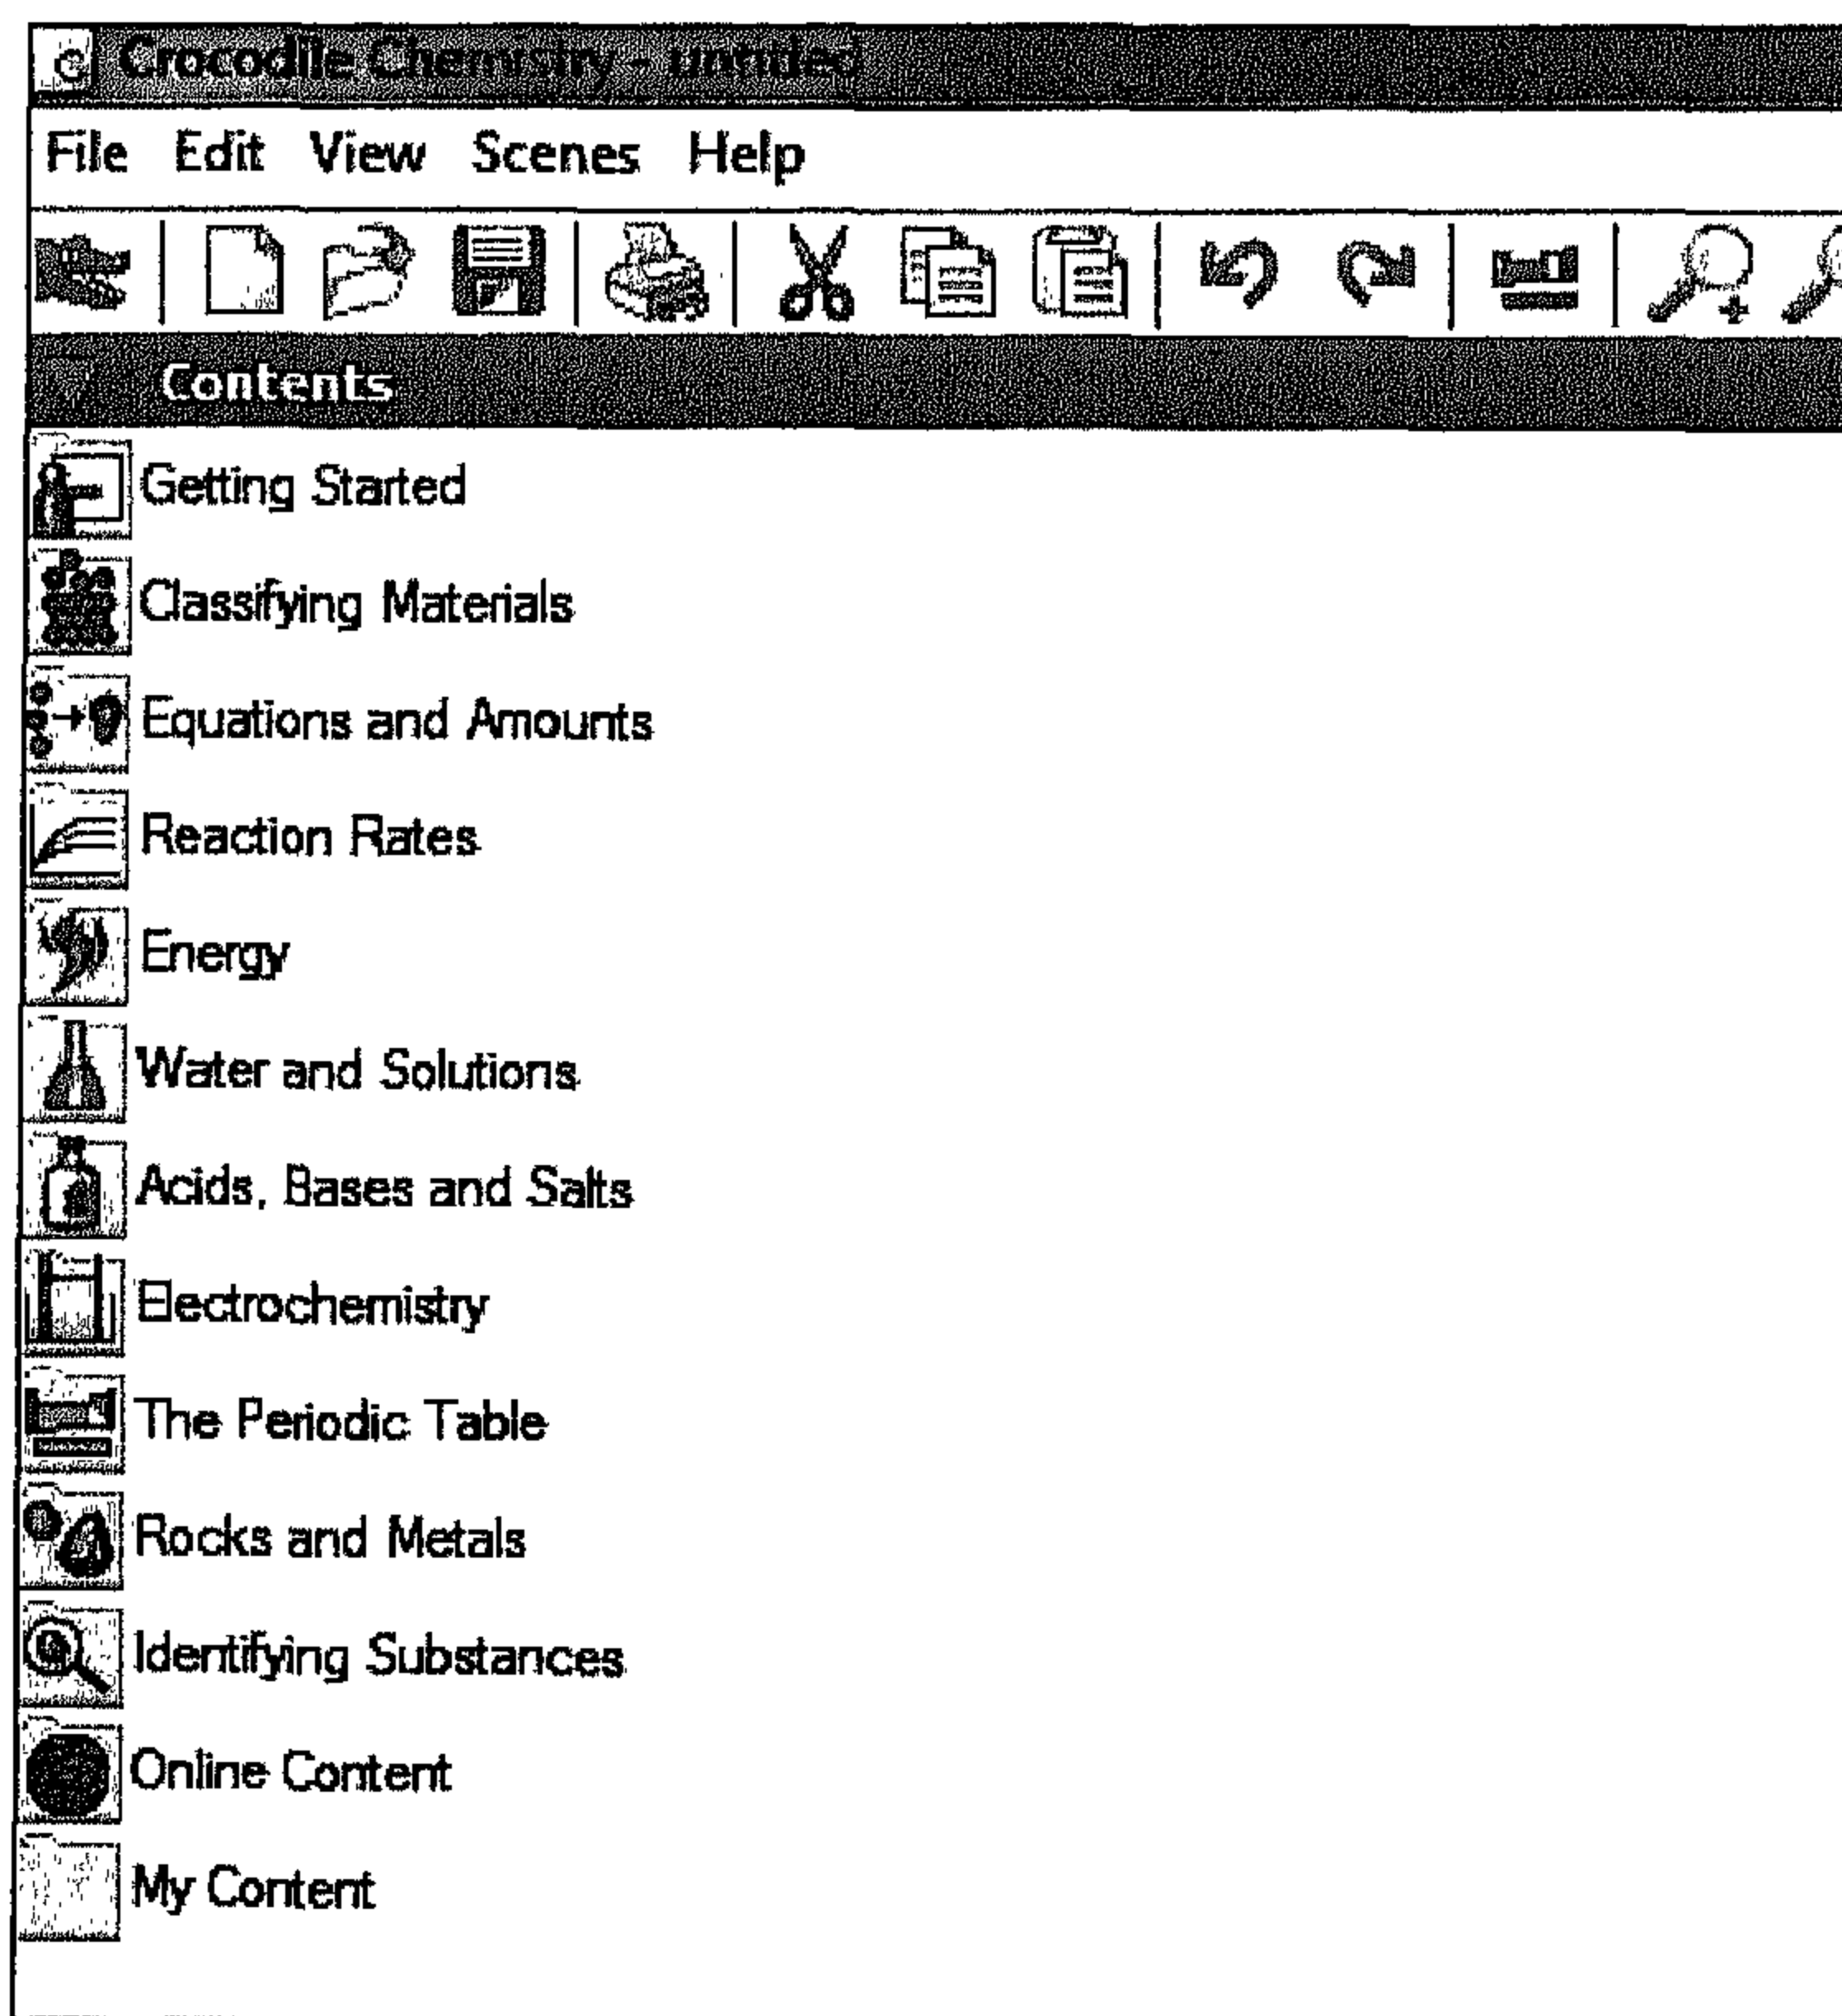 Crocodile Chemistry - untitled
File Edit View Scenes Help
Contents
Getting Started
Classifying Materials
Equations and Amounts
Reaction Rates
Energy
Water and Solutions
Acids, Bases and Salts
Electrochemistry
The Periodic Table
Rocks and Metals
Identifying Substances
Online Content
My Content